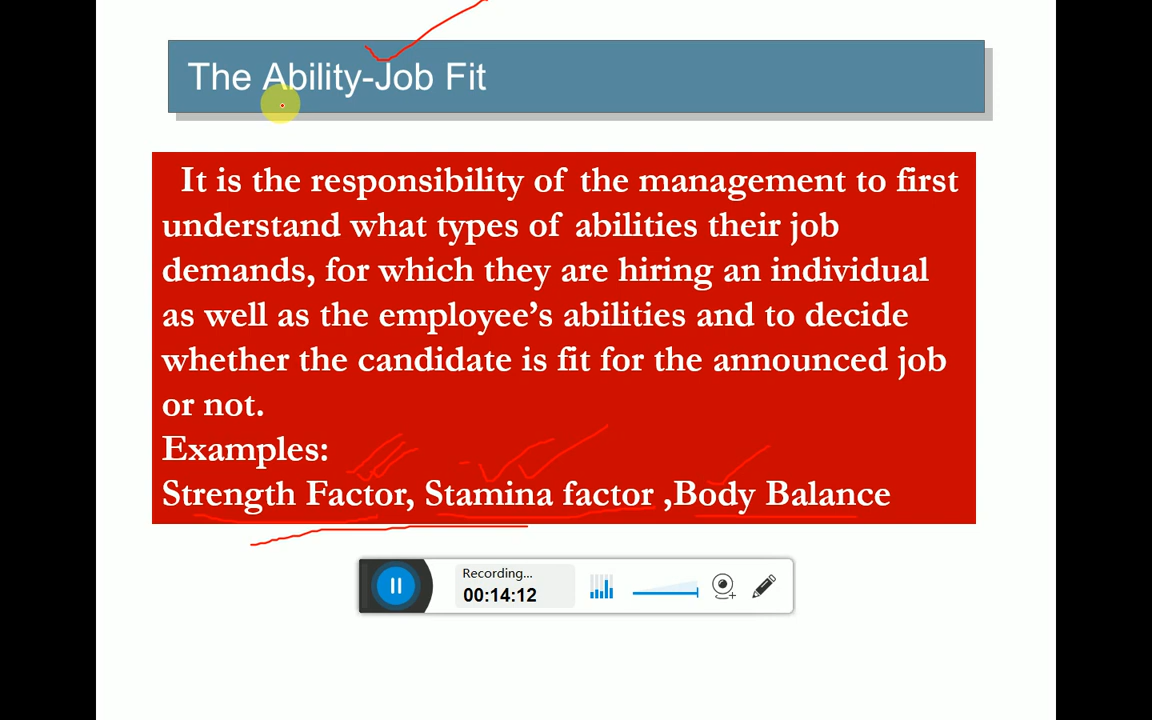 The Ability-Job Fit
It is the responsibility of the management to first
understand what types of abilities their job
demands, for which they are hiring an individual
as well as the employee’s abilities and to decide
whether the candidate is fit for the announced job
or not.
Examples:
Strength Factor, Stamina factor ,Body Balance
Recording...
00:14:12